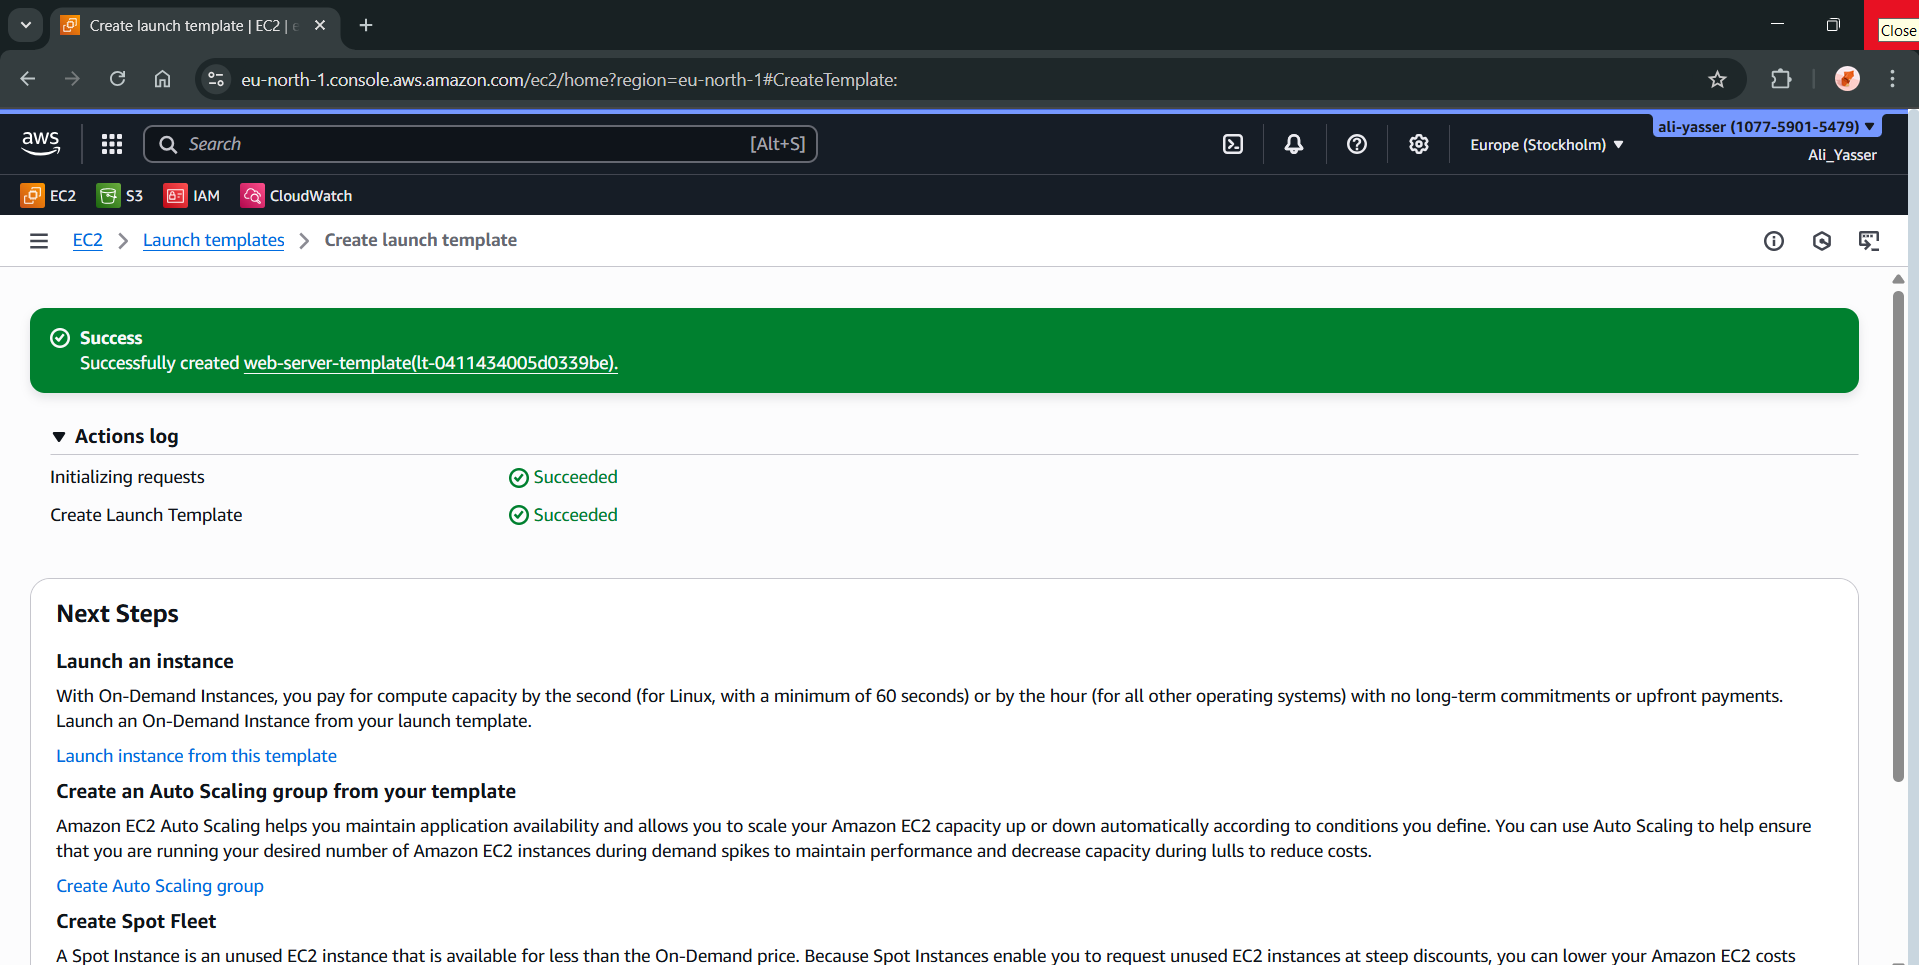 Create launch template | EC2 | e
Close
eu-north-1.console.aws.amazon.com/ec2/home?region=eu-north-1#CreateTemplate:
aws
Search
[Alt+S]
Europe (Stockholm)
ali-yasser (1077-5901-5479)
Ali_Yasser
EC2
S3
IAM
CloudWatch
EC2
Launch templates
Create launch template
Success
Successfully created web-server-template(lt-0411434005d0339be).
Actions log
Initializing requests
Succeeded
Create Launch Template
Succeeded
Next Steps
Launch an instance
With On-Demand Instances, you pay for compute capacity by the second (for Linux, with a minimum of 60 seconds) or by the hour (for all other operating systems) with no long-term commitments or upfront payments.
Launch an On-Demand Instance from your launch template.
Launch instance from this template
Create an Auto Scaling group from your template
Amazon EC2 Auto Scaling helps you maintain application availability and allows you to scale your Amazon EC2 capacity up or down automatically according to conditions you define. You can use Auto Scaling to help ensure
that you are running your desired number of Amazon EC2 instances during demand spikes to maintain performance and decrease capacity during lulls to reduce costs.
Create Auto Scaling group
Create Spot Fleet
A Spot Instance is an unused EC2 instance that is available for less than the On-Demand price. Because Spot Instances enable you to request unused EC2 instances at steep discounts, you can lower your Amazon EC2 costs